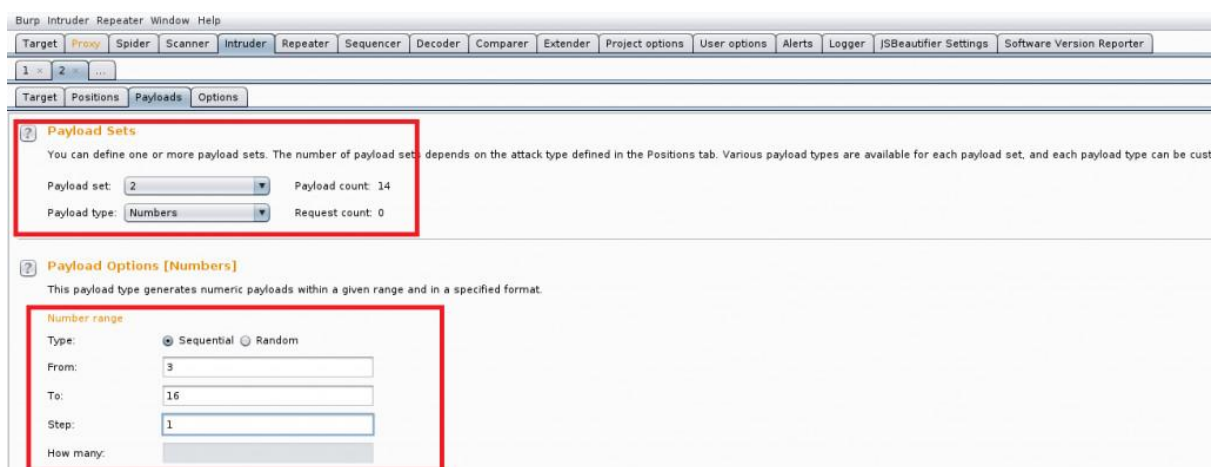 Burp Intruder Repeater Window Help
Target Proxy Spider Scanner Intruder Repeater Sequencer Decoder Comparer Extender Project options User options Alerts Logger JSBeautifier Settings Software Version Reporter
1 × 2 × ...
Target Positions Payloads Options
? Payload Sets
You can define one or more payload sets. The number of payload sets depends on the attack type defined in the Positions tab. Various payload types are available for each payload set, and each payload type can be cust
Payload set: 2 Payload count: 14
Payload type: Numbers Request count: 0
? Payload Options [Numbers]
This payload type generates numeric payloads within a given range and in a specified format.
Number range
Type: Sequential Random
From: 3
To: 16
Step: 1
How many: